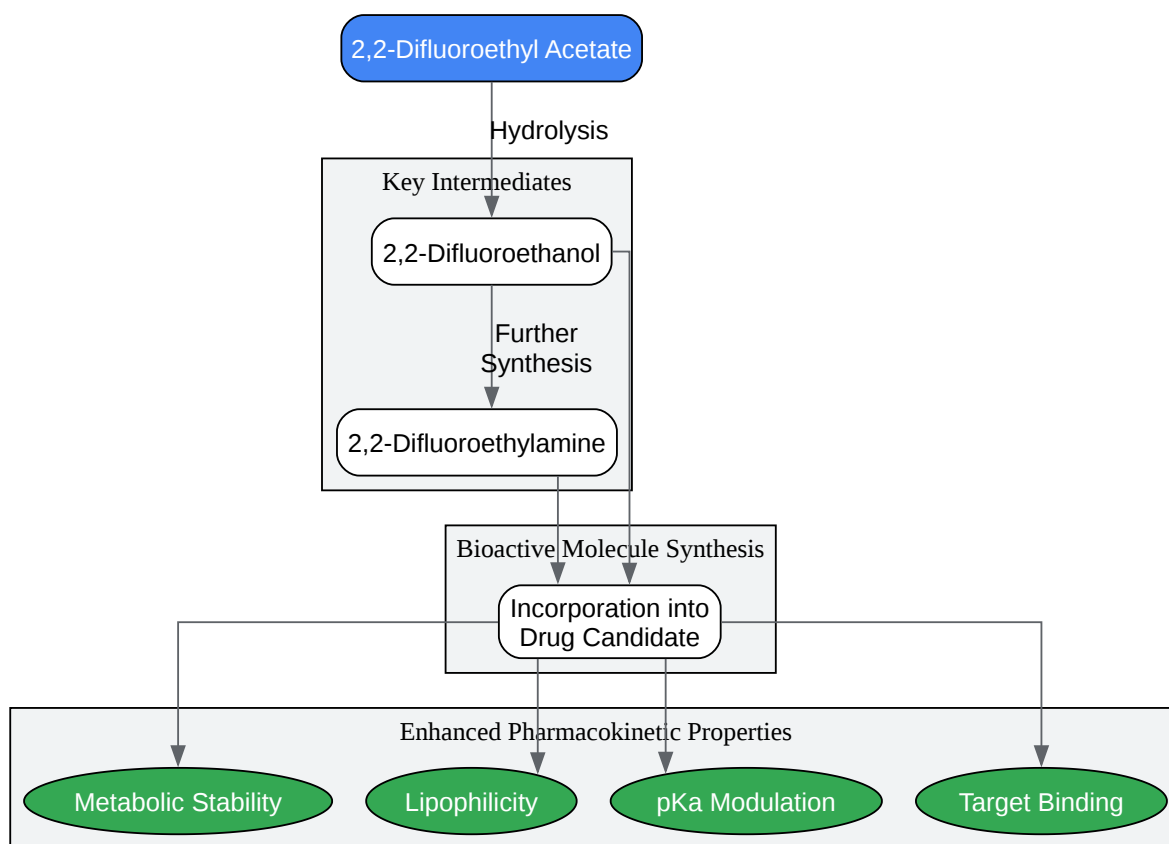 2,2-Difluoroethyl Acetate
Hydrolysis
Key Intermediates
2,2-Difluoroethanol
Further
Synthesis
2,2-Difluoroethylamine
Bioactive Molecule Synthesis
Incorporation into
Drug Candidate
Enhanced Pharmacokinetic Properties
Metabolic Stability
Lipophilicity
pKa Modulation
Target Binding